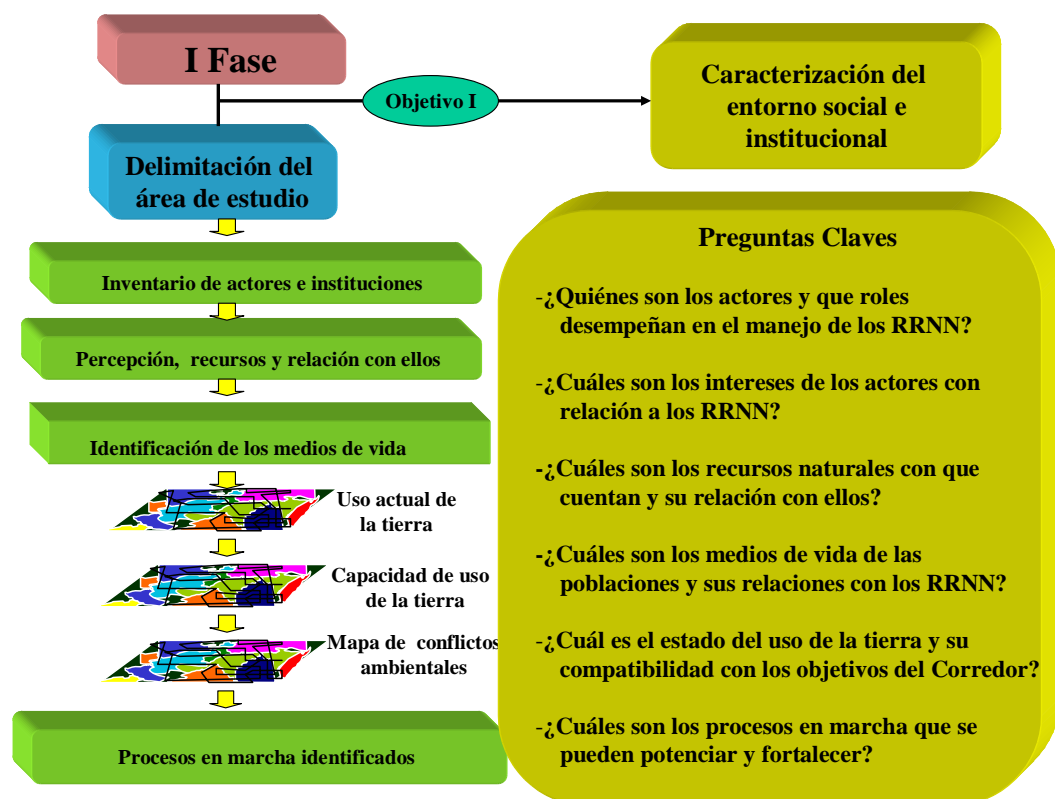 I Fase
Objetivo I
Caracterización del
entorno social e
institucional
Delimitación del
área de estudio
Inventario de actores e instituciones
Percepción, recursos y relación con ellos
Identificación de los medios de vida
Uso actual de
la tierra
Capacidad de uso
de la tierra
Mapa de conflictos
ambientales
Procesos en marcha identificados
Preguntas Claves
-¿Quiénes son los actores y que roles
desempeñan en el manejo de los RRNN?
-¿Cuáles son los intereses de los actores con
relación a los RRNN?
-¿Cuáles son los recursos naturales con que
cuentan y su relación con ellos?
-¿Cuáles son los medios de vida de las
poblaciones y sus relaciones con los RRNN?
-¿Cuál es el estado del uso de la tierra y su
compatibilidad con los objetivos del Corredor?
-¿Cuáles son los procesos en marcha que se
pueden potenciar y fortalecer?